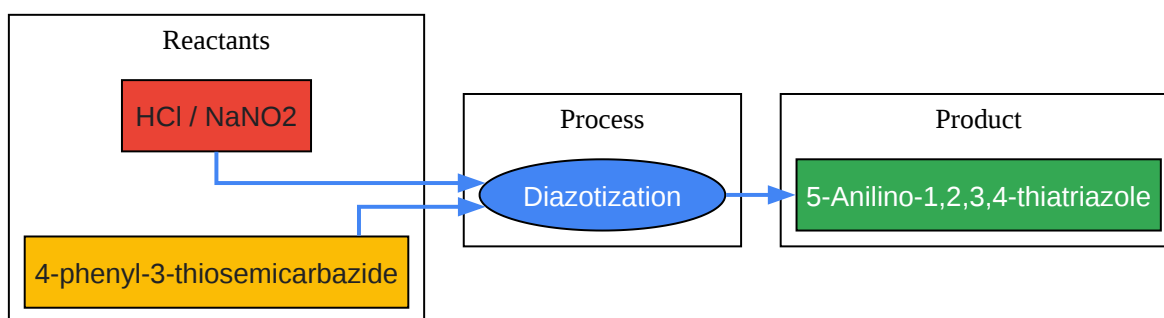 Reactants
HCl / NaNO2
4-phenyl-3-thiosemicarbazide
Process
Diazotization
Product
5-Anilino-1,2,3,4-thiatriazole